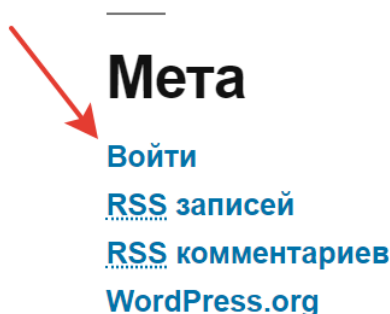 Мета
Войти
RSS записей
RSS комментариев
WordPress.org